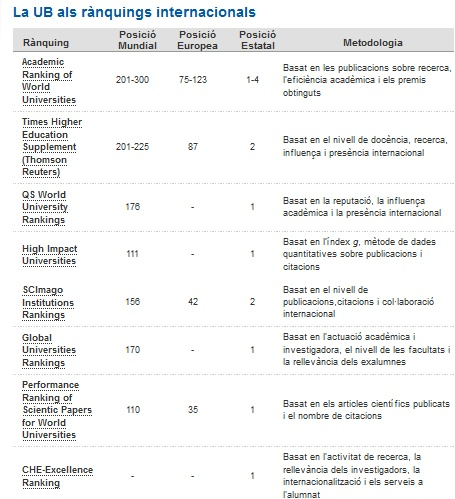 La UB als rànquings internacionals
Rànquing
Posició
Mundial
Posició
Europea
Posició
Estatal
Metodologia
Academic
Ranking of
World
Universities
201-300
75-123
1-4
Basat en les publicacions sobre recerca,
l'eficiència acadèmica i els premis
obtinguts
Times Higher
Education
Supplement
(Thomson
Reuters)
201-225
87
2
Basat en el nivell de docència, recerca,
influença i presència internacional
QS World
University
Rankings
176
-
1
Basat en la reputació, la influença
acadèmica i la presència internacional
High Impact
Universities
111
-
1
Basat en l'índex g, mètode de dades
quantitatives sobre publicacions i
citacions
SCImago
Institutions
Rankings
156
42
2
Basat en el nivell de
publicacions,citacions i col·laboració
internacional
Global
Universities
Rankings
170
-
1
Basat en l'actuació acadèmica i
investigadora, el nivell de les facultats i
la rellevància dels exalumnes
Performance
Ranking of
Scientic Papers
for World
Universities
110
35
1
Basat en els articles científics publicats
i el nombre de citacions
CHE-Excellence
Ranking
-
-
1
Basat en l'activitat de recerca, la
rellevància dels investigadors, la
internacionalització i els serveis a
l'alumnat